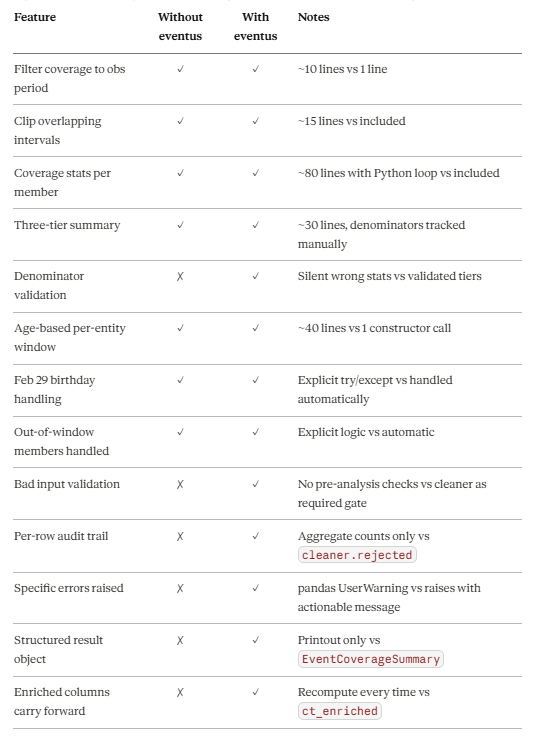 Feature Without eventus With eventus Notes
Filter coverage to obs period ✓ ✓ ~10 lines vs 1 line
Clip overlapping intervals ✓ ✓ ~15 lines vs included
Coverage stats per member ✓ ✓ ~80 lines with Python loop vs included
Three-tier summary ✓ ✓ ~30 lines, denominators tracked manually
Denominator validation ✗ ✓ Silent wrong stats vs validated tiers
Age-based per-entity window ✓ ✓ ~40 lines vs 1 constructor call
Feb 29 birthday handling ✓ ✓ Explicit try/except vs handled automatically
Out-of-window members handled ✓ ✓ Explicit logic vs automatic
Bad input validation ✗ ✓ No pre-analysis checks vs cleaner as required gate
Per-row audit trail ✗ ✓ Aggregate counts only vs cleaner.rejected
Specific errors raised ✗ ✓ pandas UserWarning vs raises with actionable message
Structured result object ✗ ✓ Printout only vs EventCoverageSummary
Enriched columns carry forward ✗ ✓ Recompute every time vs ct_enriched